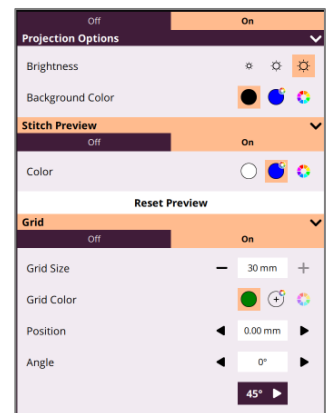 Off On
Projection Options
Brightness
Background Color
Stitch Preview
Off On
Color
Reset Preview
Grid
Off On
Grid Size 30 mm
Grid Color
Position 0.00 mm
Angle 0°
45°